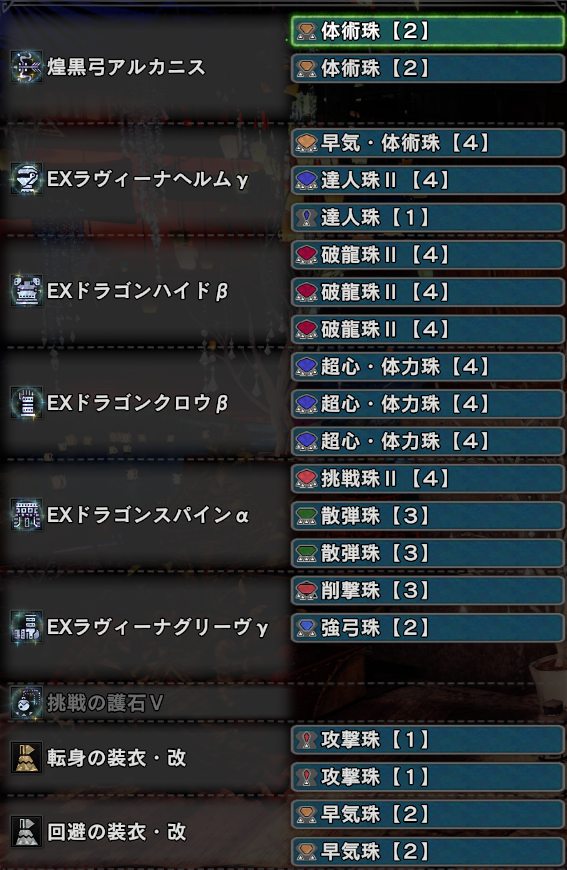 煌黒弓アルカニス
体術珠【2】
体術珠【2】
EXラヴィーナヘルムγ
早気・体術珠【4】
達人珠Ⅱ【4】
達人珠【1】
EXドラゴンハイドβ
破龍珠Ⅱ【4】
破龍珠Ⅱ【4】
破龍珠Ⅱ【4】
EXドラゴンクロウβ
超心・体力珠【4】
超心・体力珠【4】
超心・体力珠【4】
EXドラゴンスパインα
挑戦珠Ⅱ【4】
散弾珠【3】
散弾珠【3】
EXラヴィーナグリーヴγ
削撃珠【3】
強弓珠【2】
挑戦の護石Ⅴ
転身の装衣・改
攻撃珠【1】
攻撃珠【1】
回避の装衣・改
早気珠【2】
早気珠【2】